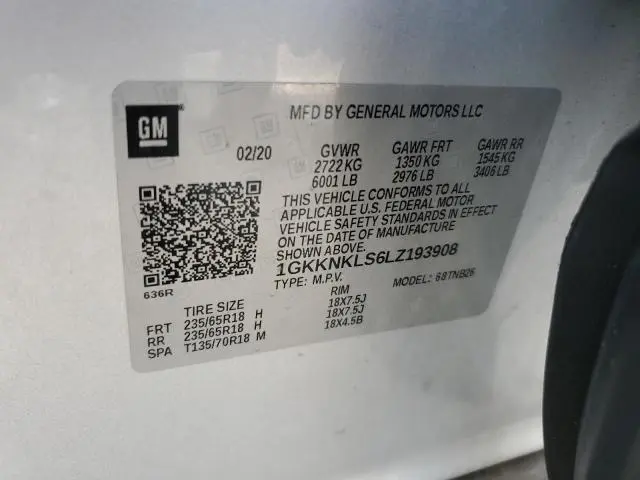 GM
MFD BY GENERAL MOTORS LLC
02/20 GVWR GAWR FRT GAWR RR
2722 KG 1350 KG 1545 KG
6001 LB 2976 LB 3406 LB
THIS VEHICLE CONFORMS TO ALL
APPLICABLE U.S. FEDERAL MOTOR
VEHICLE SAFETY STANDARDS IN EFFECT
ON THE DATE OF MANUFACTURE
SHOWN ABOVE.
1GKKNKLS6LZ193908
TYPE: M.P.V. MODEL: 68TNB26
636R
TIRE SIZE RIM
FRT 235/65R18 H 18X7.5J
RR 235/65R18 H 18X7.5J
SPA T135/70R18 M 18X4.5B